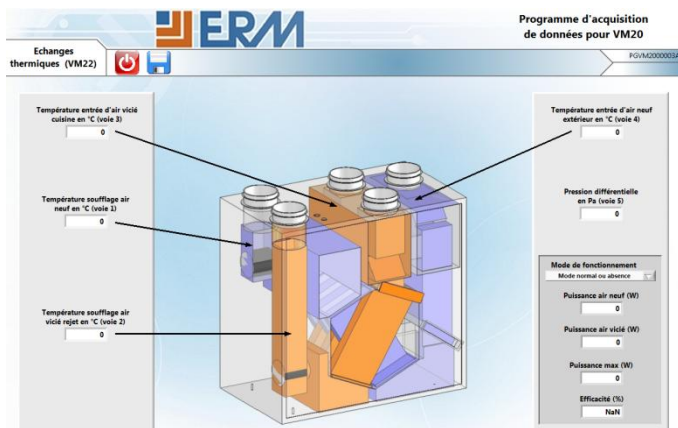 ERM
Programme d'acquisition
de données pour VM20
Echanges
thermiques (VM22)
PGVM20000034
Température entrée d'air vicié
cuisine en °C (voie 3)
0
Température soufflage air
neuf en °C (voie 1)
0
Température soufflage air
vicié rejet en °C (voie 2)
0
Température entrée d'air neuf
extérieur en °C (voie 4)
0
Pression différentielle
en Pa (voie 5)
0
Mode de fonctionnement
Mode normal ou absence
Puissance air neuf (W)
0
Puissance air vicié (W)
0
Puissance max (W)
0
Efficacité (%)
NaN